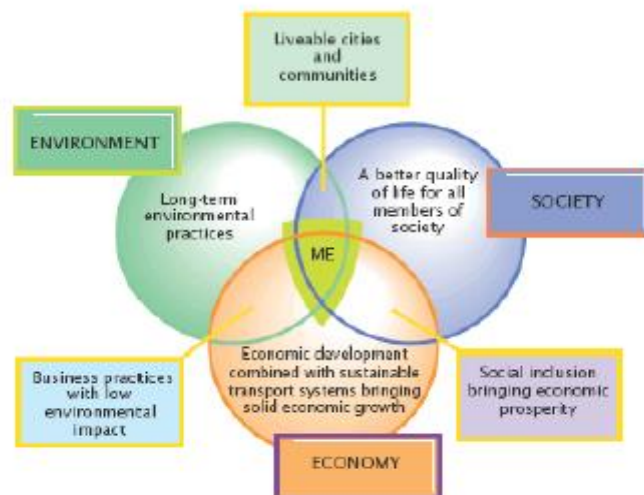 Liveable cities
and
communities
ENVIRONMENT
Long-term
environmental
practices
A better quality
of life for all
members of
society
SOCIETY
ME
Business practices
with low
environmental
impact
Economic development
combined with sustainable
transport systems bringing
solid economic growth
Social inclusion
bringing economic
prosperity
ECONOMY